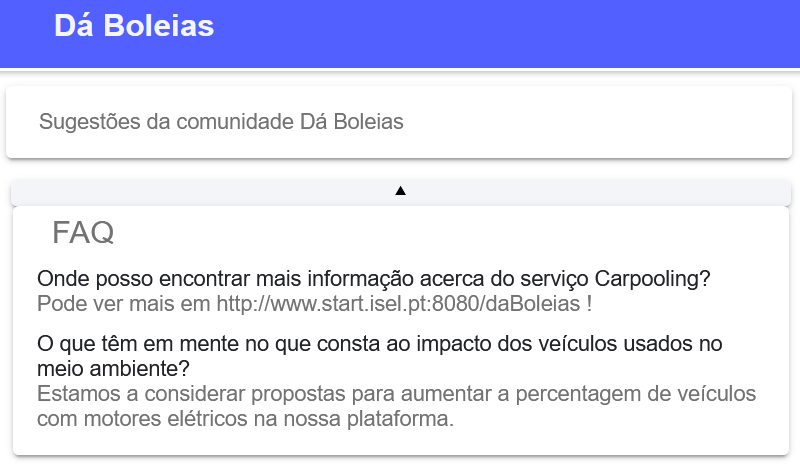 Dá Boleias
Sugestões da comunidade Dá Boleias
FAQ
Onde posso encontrar mais informação acerca do serviço Carpooling?
Pode ver mais em http://www.start.isel.pt:8080/daBoleias !
O que têm em mente no que consta ao impacto dos veículos usados no
meio ambiente?
Estamos a considerar propostas para aumentar a percentagem de veículos
com motores elétricos na nossa plataforma.